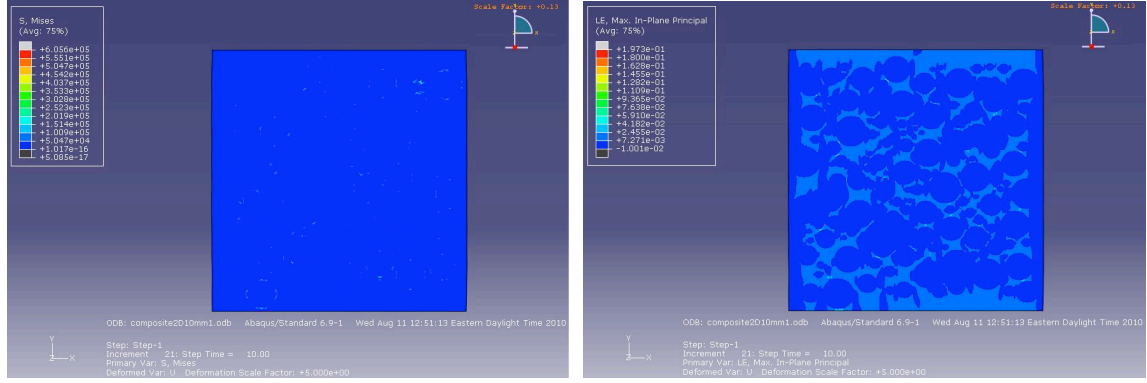 Scale Factor: +0.13
S, Mises
(Avg: 75%)
+6.056e+05
+5.551e+05
+5.047e+05
+4.542e+05
+4.037e+05
+3.533e+05
+3.028e+05
+2.523e+05
+2.019e+05
+1.514e+05
+1.009e+05
+5.047e+04
+1.017e-16
+5.085e-17
X
ODB: composite2D10mm1.odb Abaqus/Standard 6.9-1 Wed Aug 11 12:51:13 Eastern Daylight Time 2010
Y
Z X
Step: Step-1
Increment 21: Step Time = 10.00
Primary Var: S, Mises
Deformed Var: U Deformation Scale Factor: +5.000e+00
Scale Factor: +0.13
LE, Max. In-Plane Principal
(Avg: 75%)
+1.973e-01
+1.800e-01
+1.628e-01
+1.455e-01
+1.282e-01
+1.109e-01
+9.365e-02
+7.638e-02
+5.910e-02
+4.182e-02
+2.455e-02
+7.271e-03
-1.001e-02
X
ODB: composite2D10mm1.odb Abaqus/Standard 6.9-1 Wed Aug 11 12:51:13 Eastern Daylight Time 2010
Y
Z X
Step: Step-1
Increment 21: Step Time = 10.00
Primary Var: LE, Max. In-Plane Principal
Deformed Var: U Deformation Scale Factor: +5.000e+00